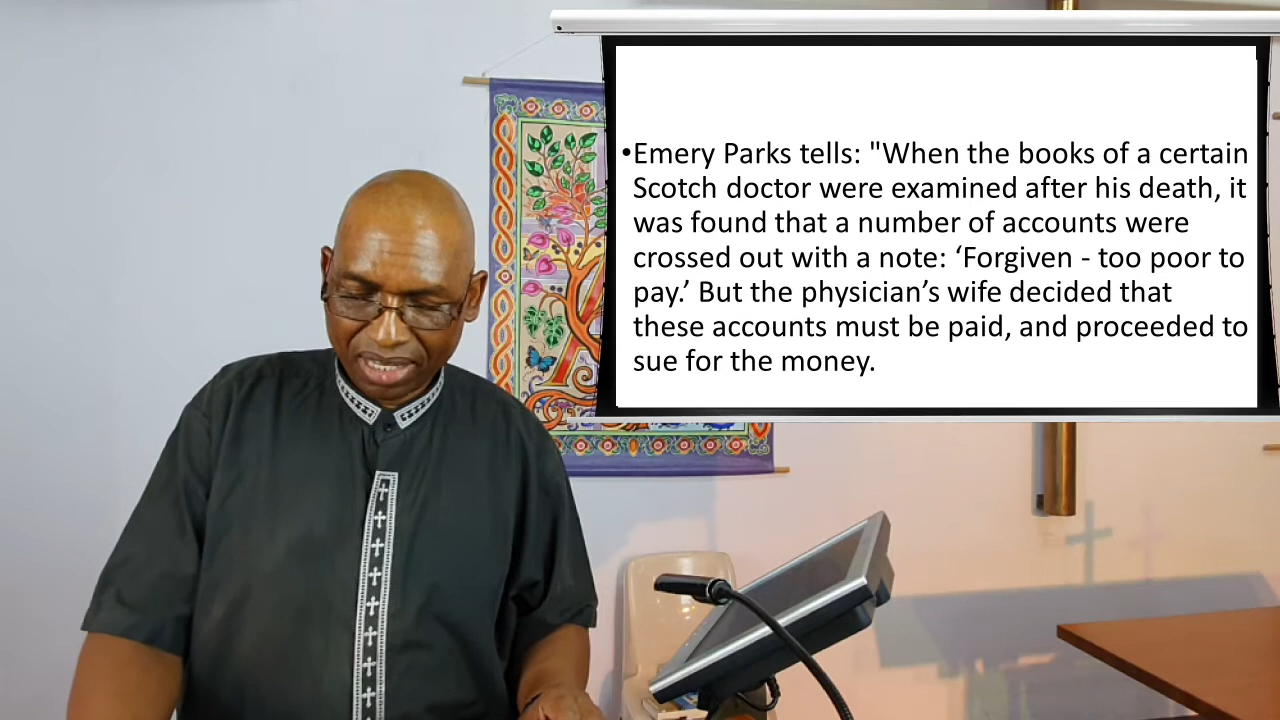 •Emery Parks tells: "When the books of a certain
Scotch doctor were examined after his death, it
was found that a number of accounts were
crossed out with a note: ‘Forgiven - too poor to
pay.’ But the physician’s wife decided that
these accounts must be paid, and proceeded to
sue for the money.